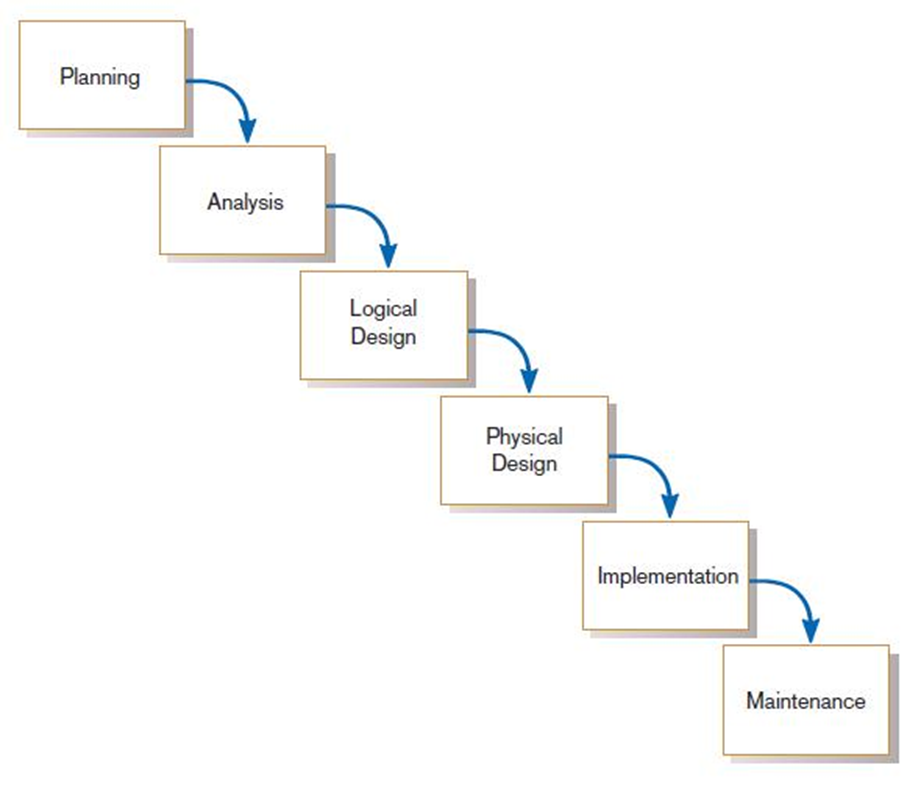 Planning
Analysis
Logical
Design
Physical
Design
Implementation
Maintenance